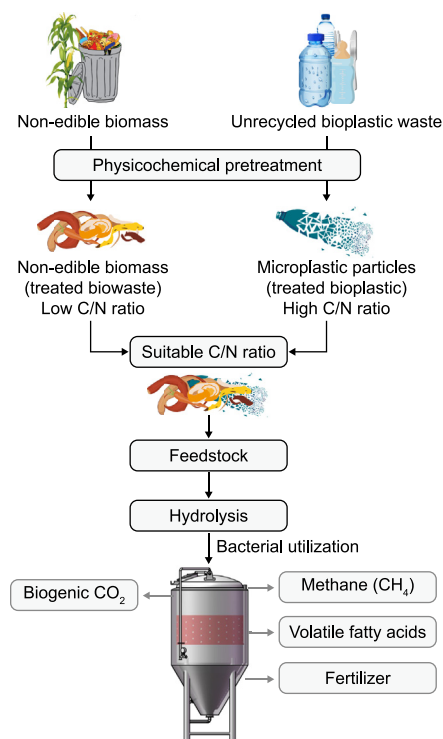 Non-edible biomass
Unrecycled bioplastic waste
Physicochemical pretreatment
Non-edible biomass
(treated biowaste)
Low C/N ratio
Microplastic particles
(treated bioplastic)
High C/N ratio
Suitable C/N ratio
Feedstock
Hydrolysis
Bacterial utilization
Biogenic CO₂
Methane (CH₄)
Volatile fatty acids
Fertilizer